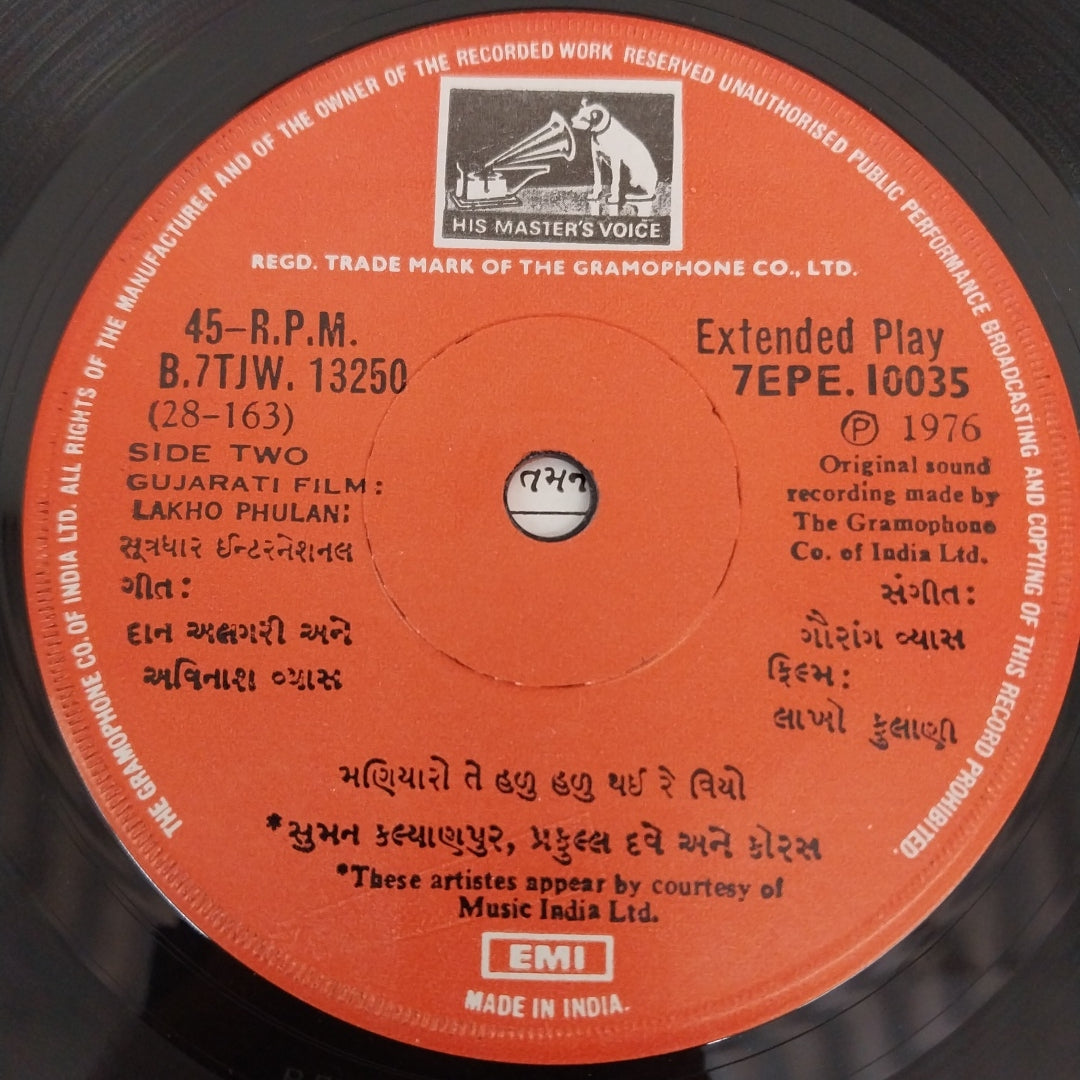 THE GRAMOPHONE CO. OF INDIA LTD. ALL RIGHTS OF THE MANUFACTURER AND OF THE OWNER OF THE RECORDED WORK RESERVED UNAUTHORISED PUBLIC PERFORMANCE BROADCASTING AND COPYING OF THIS RECORD PROHIBITED.
HIS MASTER'S VOICE
REGD. TRADE MARK OF THE GRAMOPHONE CO., LTD.
45-R.P.M.
B.7TJW. 13250
(28-163)
SIDE TWO
GUJARATI FILM:
LAKHO PHULANI
સૂત્રધાર ઈન્ટરનેશનલ
ગીત:
દાન અલગારી અને
અવિનાશ વ્યાસ
Extended Play
7EPE. 10035
Ⓟ 1976
Original sound
recording made by
The Gramophone
Co. of India Ltd.
સંગીત:
ગૌરાંગ વ્યાસ
ફિલ્મ:
લાખો ફુલાણી
તમન
મણિયારો તે હળુ હળુ થઈ રે વિયો
*સુમન કલ્યાણપુર, પ્રફુલ્લ દવે અને કોરસ
*These artistes appear by courtesy of
Music India Ltd.
EMI
MADE IN INDIA.